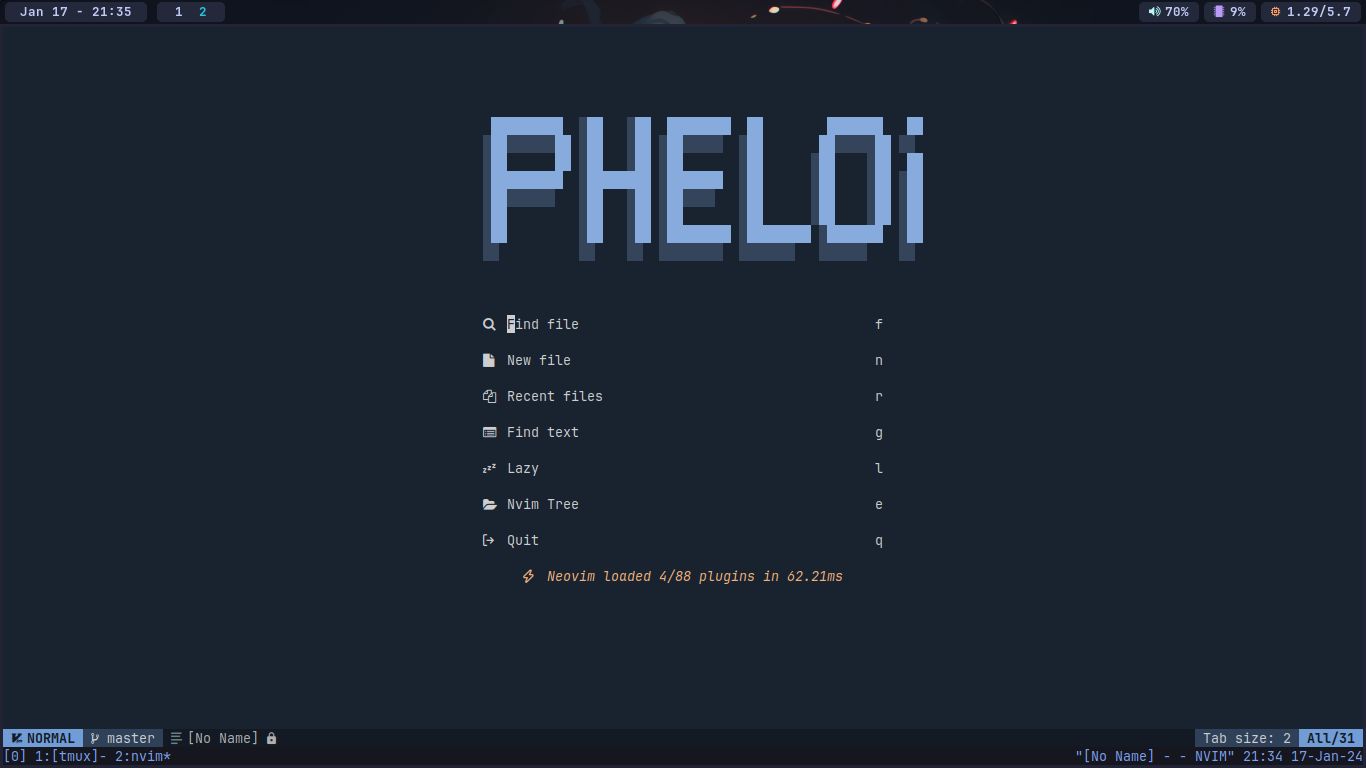 Jan 17 - 21:35 1 2 70% 9% 1.29/5.7
PHELOi
Find file f
New file n
Recent files r
Find text g
zzz Lazy l
Nvim Tree e
Quit q
Neovim loaded 4/88 plugins in 62.21ms
NORMAL master [No Name] Tab size: 2 All/31
[0] 1:[tmux]- 2:nvim* "[No Name] - - NVIM" 21:34 17-Jan-24